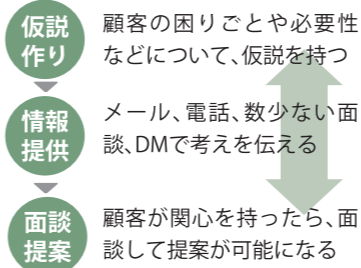 仮説
作り
顧客の困りごとや必要性
などについて、仮説を持つ
情報
提供
メール、電話、数少ない面
談、DMで考えを伝える
面談
提案
顧客が関心を持ったら、面
談して提案が可能になる